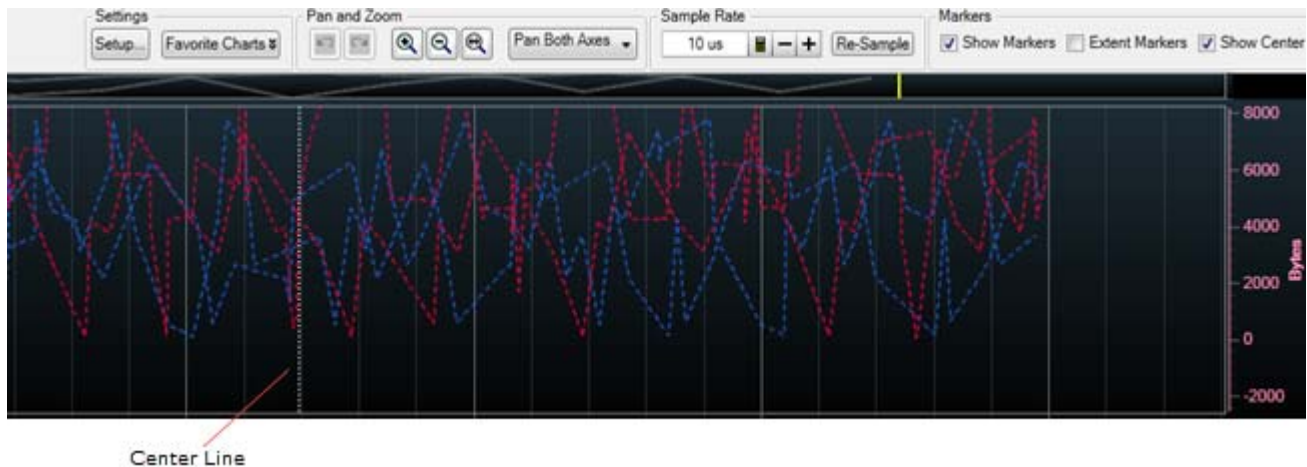 Settings
Pan and Zoom
Sample Rate
Markers
Setup...
Favorite Charts
Pan Both Axes
10 us
Re-Sample
Show Markers
Extent Markers
Show Center
8000
6000
4000
2000
0
-2000
Bytes
Center Line